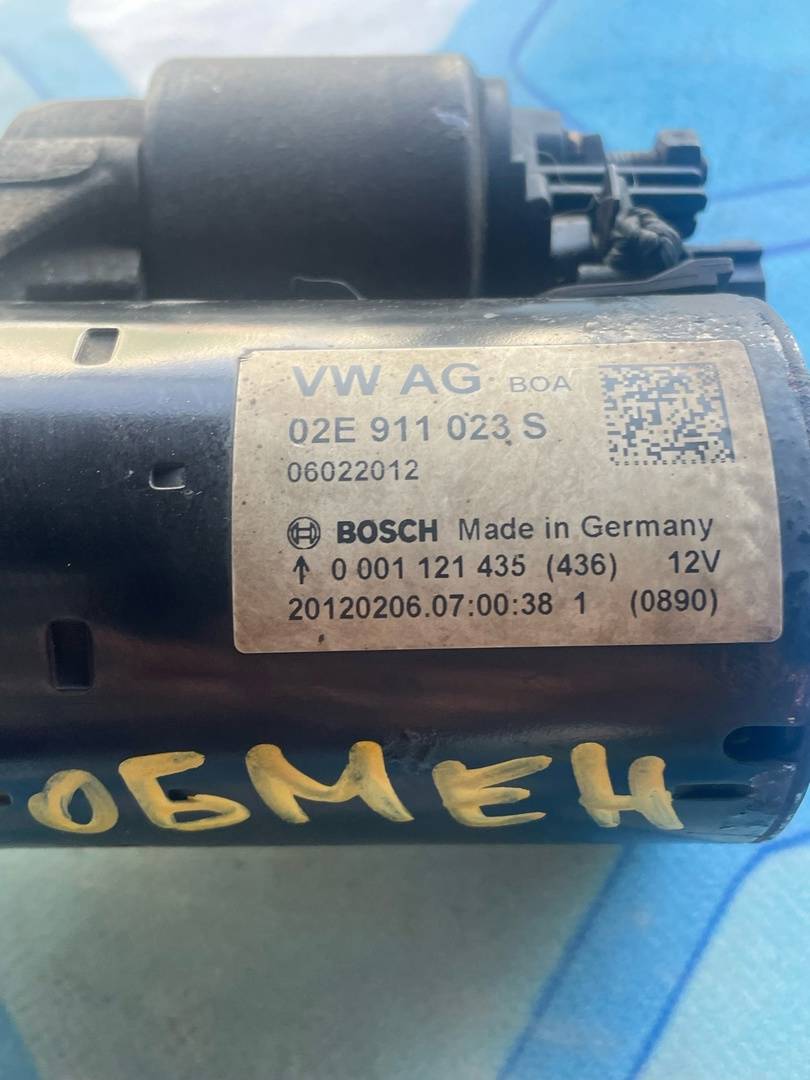 VW AG BOA
02E 911 023 S
06022012
BOSCH Made in Germany
↑ 0 001 121 435 (436) 12V
20120206.07:00:38 1 (0890)
ОБМЕН